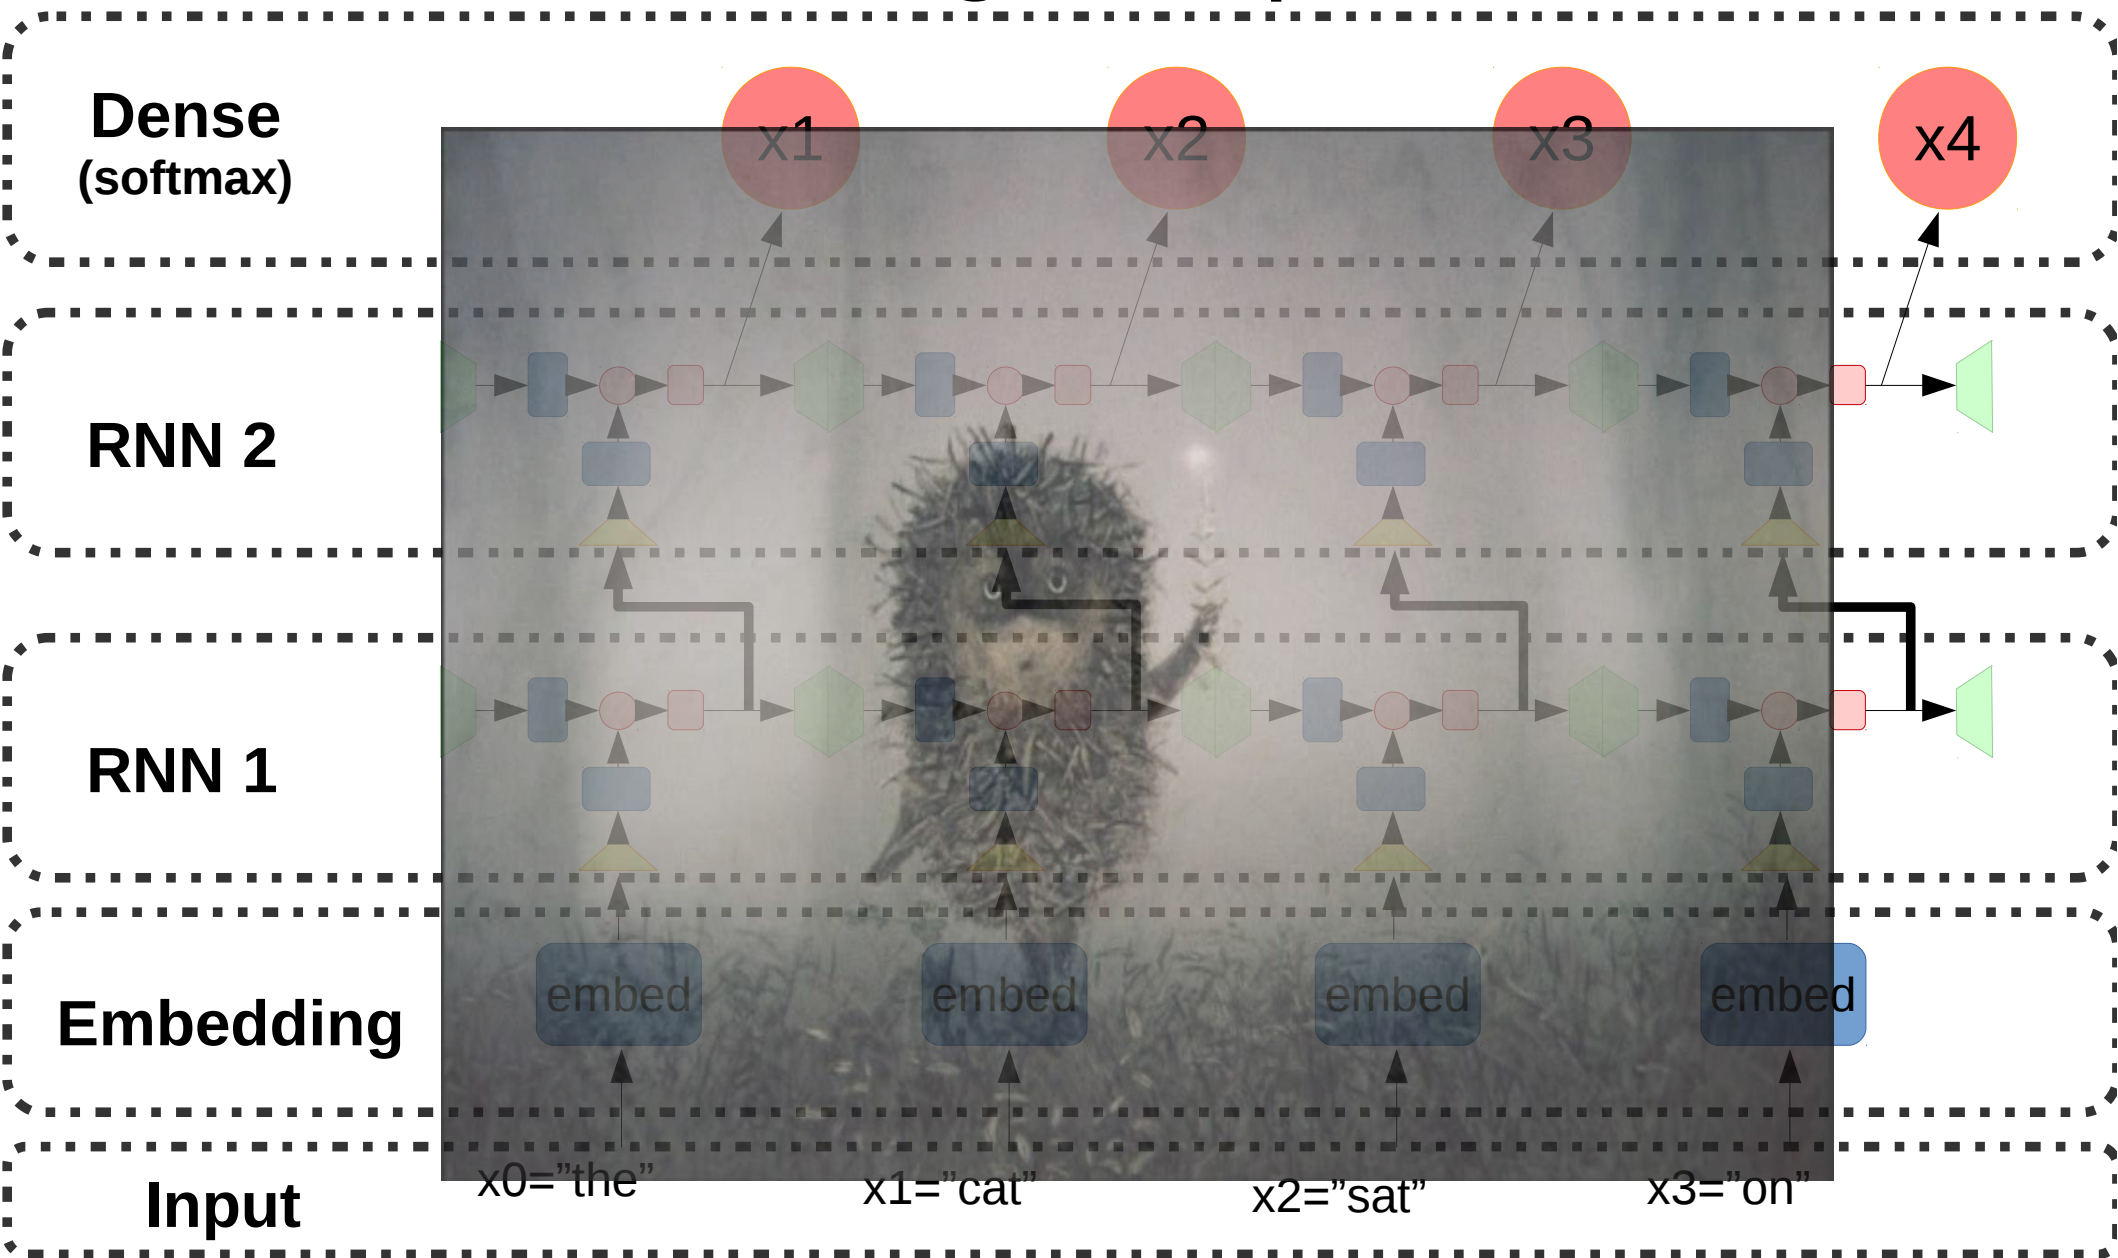 x1 x2 x3 x4
Dense
(softmax)
RNN 2
RNN 1
embed embed embed embed
Embedding
x0=”the” x1=”cat” x2=”sat” x3=”on”
Input